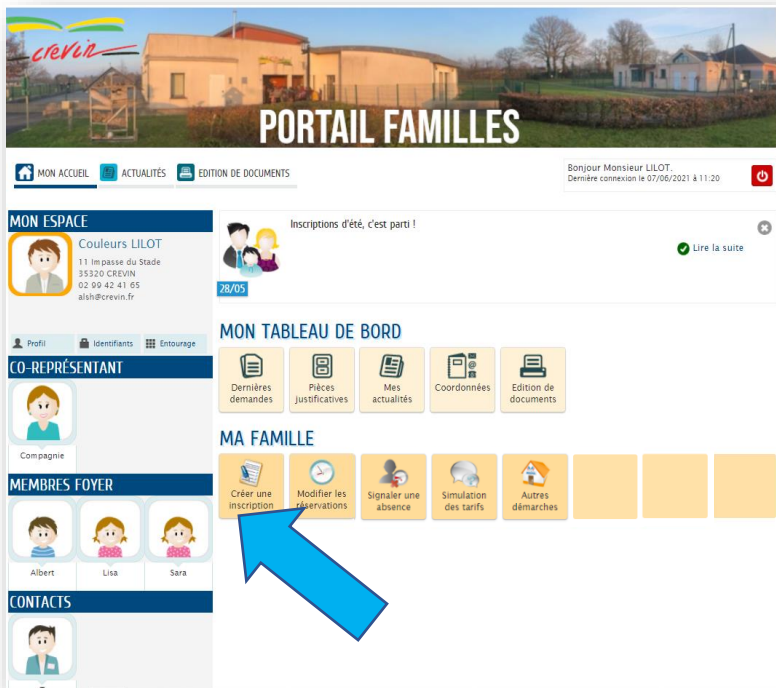 crevin
PORTAIL FAMILLES
MON ACCUEIL ACTUALITÉS EDITION DE DOCUMENTS
Bonjour Monsieur LILOT,
Dernière connexion le 07/06/2021 à 11:20
MON ESPACE
Couleurs LILOT
11 Impasse du Stade
35320 CREVIN
02 99 42 41 65
alsh@crevin.fr
Profil Identifiants Entourage
CO-REPRÉSENTANT
Compagnie
MEMBRES FOYER
Albert Lisa Sara
CONTACTS
Inscriptions d'été, c'est parti !
Lire la suite
28/05
MON TABLEAU DE BORD
Dernières demandes
Pièces justificatives
Mes actualités
Coordonnées
Edition de documents
MA FAMILLE
Créer une inscription
Modifier les réservations
Signaler une absence
Simulation des tarifs
Autres démarches